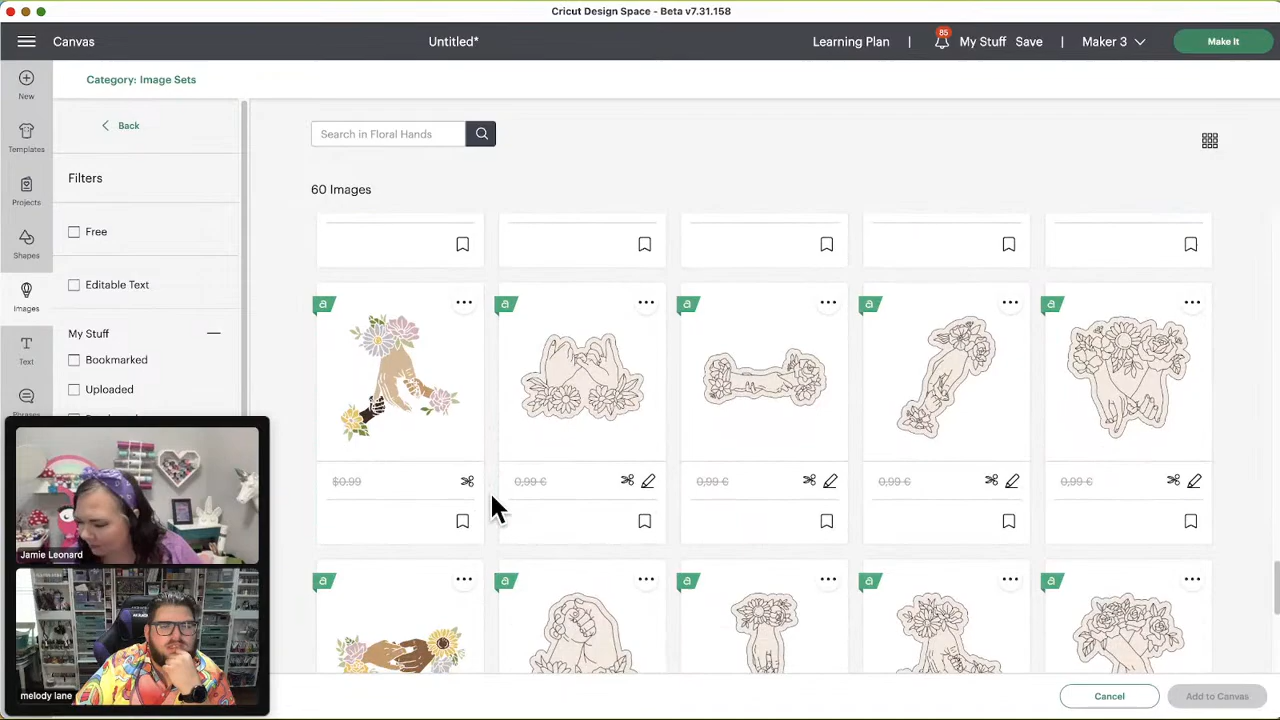 Cricut Design Space - Beta v7.31.158
Canvas
Untitled*
Learning Plan
|
85
My Stuff
Save
|
Maker 3
Make It
New
Templates
Projects
Shapes
Images
Text
Phrases
Category: Image Sets
Back
Filters
Free
Editable Text
My Stuff
Bookmarked
Uploaded
Search in Floral Hands
60 Images
a
a
a
a
a
$0.99
0,99 €
0,99 €
0,99 €
0,99 €
a
a
a
a
a
Jamie Leonard
melody lane
Cancel
Add to Canvas